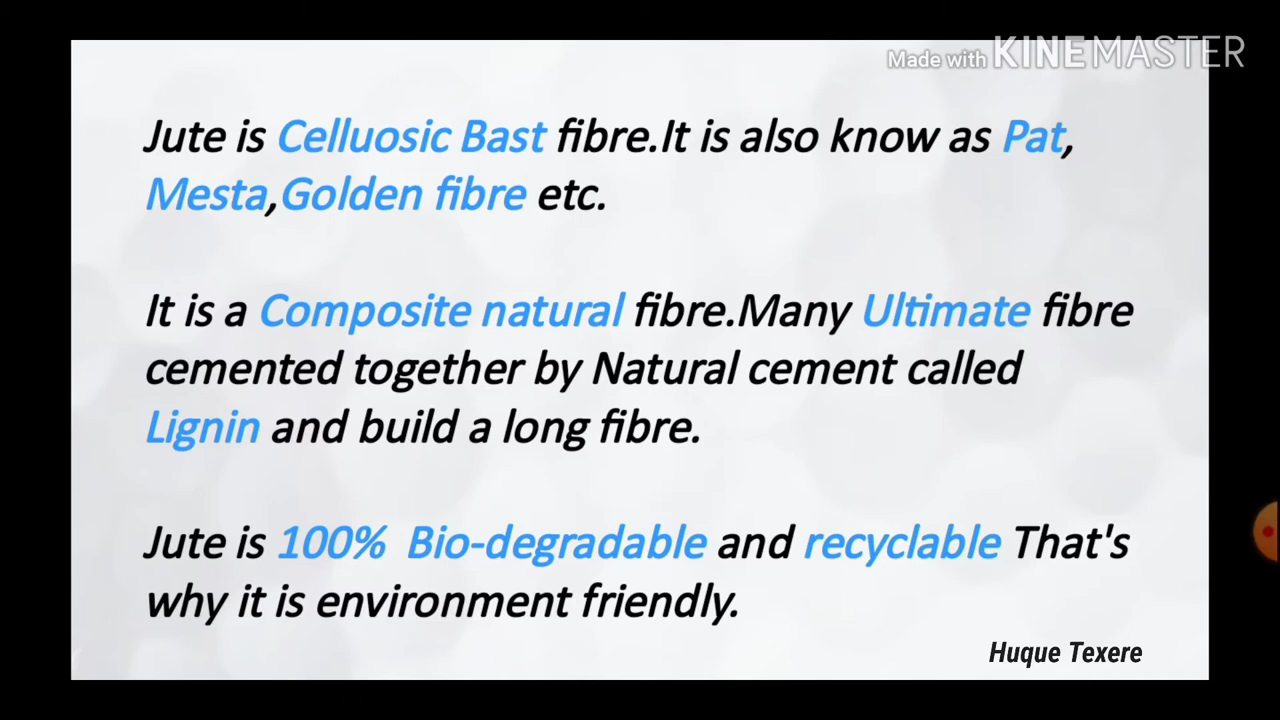 Made with KINEMASTER
Jute is Celluosic Bast fibre.It is also know as Pat,
Mesta,Golden fibre etc.
It is a Composite natural fibre.Many Ultimate fibre
cemented together by Natural cement called
Lignin and build a long fibre.
Jute is 100% Bio-degradable and recyclable That's
why it is environment friendly.
Huque Texere